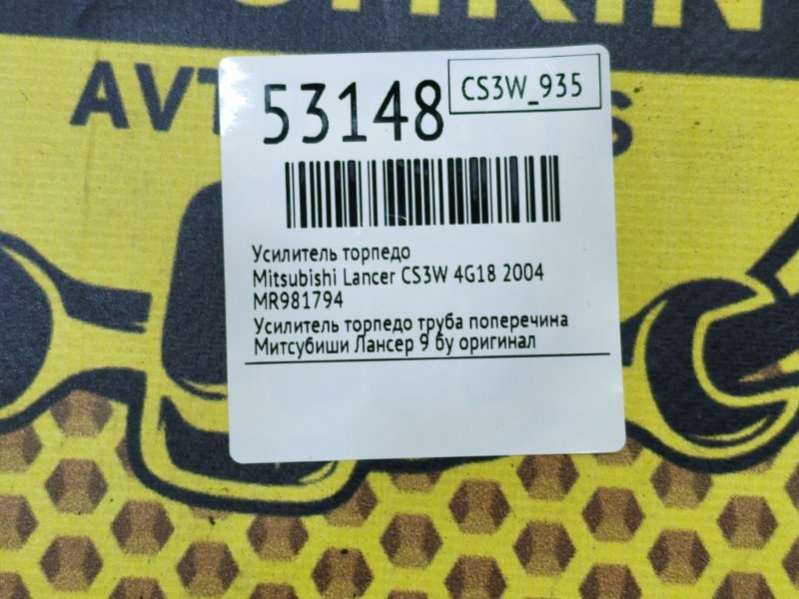 AVT
53148
CS3W_935
Усилитель торпедо
Mitsubishi Lancer CS3W 4G18 2004
MR981794
Усилитель торпедо труба поперечина
Митсубиши Лансер 9 бу оригинал